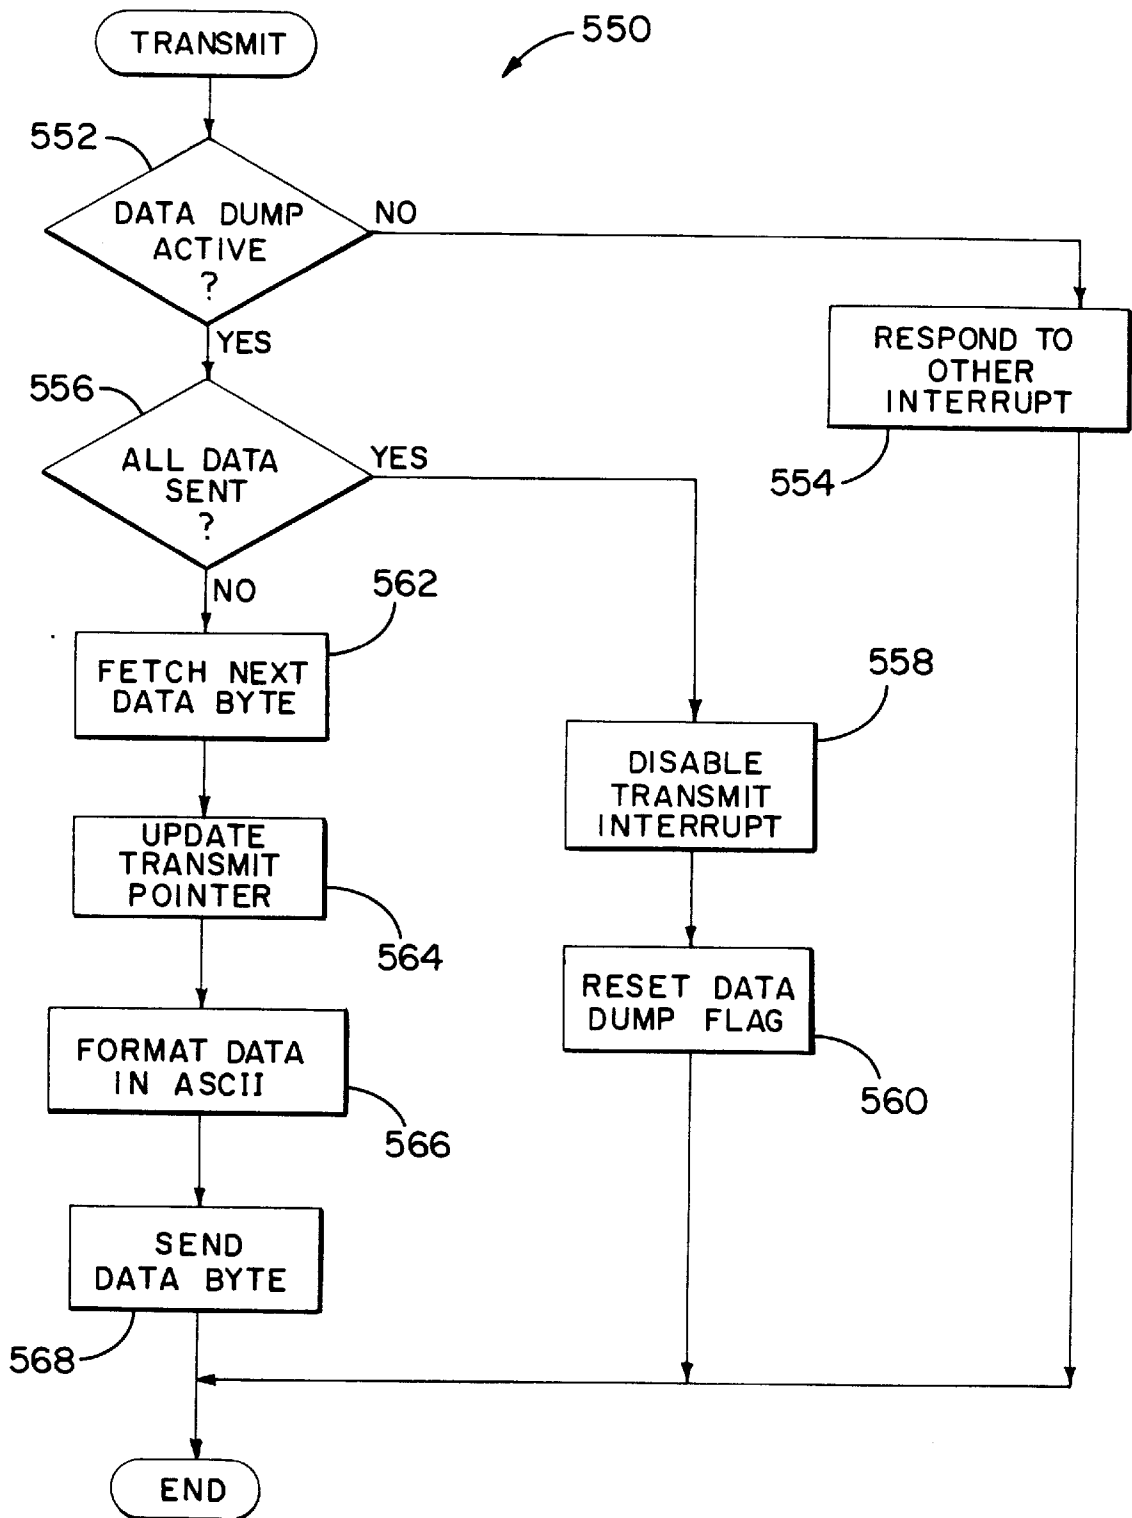 TRANSMIT
550
552
DATA DUMP
ACTIVE
?
NO
YES
RESPOND TO
OTHER
INTERRUPT
554
556
ALL DATA
SENT
?
YES
NO
562
FETCH NEXT
DATA BYTE
558
DISABLE
TRANSMIT
INTERRUPT
UPDATE
TRANSMIT
POINTER
564
RESET DATA
DUMP FLAG
560
FORMAT DATA
IN ASCII
566
SEND
DATA BYTE
568
END